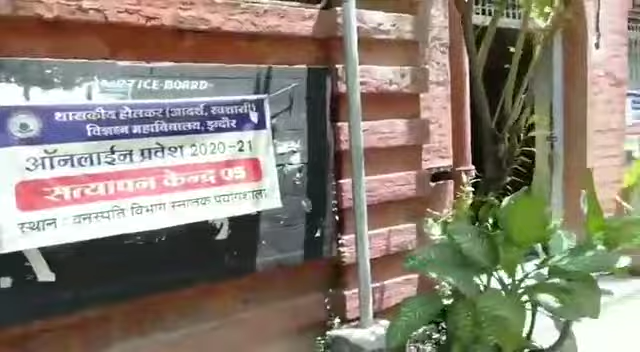 NOTICE-BOARD
शासकीय होलकर (आदर्श, स्वशासी)
विज्ञान महाविद्यालय, इन्दौर
ऑनलाईन प्रवेश 2020-21
सत्यापन केन्द्र 05
स्थान : वनस्पति विभाग स्नातक प्रयोगशाला